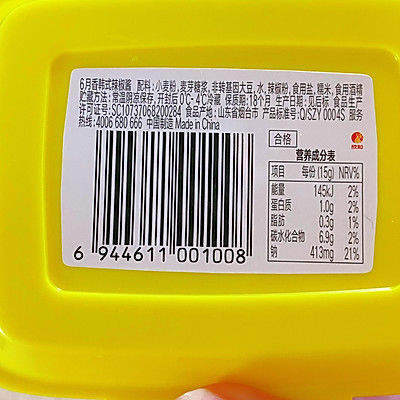 6月香韩式辣椒酱 配料:小麦粉,麦芽糖浆,非转基因大豆,水,辣椒粉,食用盐,糯米,食用酒精
贮藏方法:常温阴凉保存,开封后0℃-4℃冷藏 保质期:18个月 生产日期:见后标 食品生产
许可证号:SC10737068200284 食品产地:山东省烟台市 产品标准号:Q/SZY 0004S 服务
热线:4006 680 666 中国制造 Made in China
合格
欣和
营养成分表
项目 每份 (15g) NRV%
能量 145kJ 2%
蛋白质 1.0g 2%
脂肪 0.3g 1%
碳水化合物 6.9g 2%
钠 413mg 21%
6 944611 001008